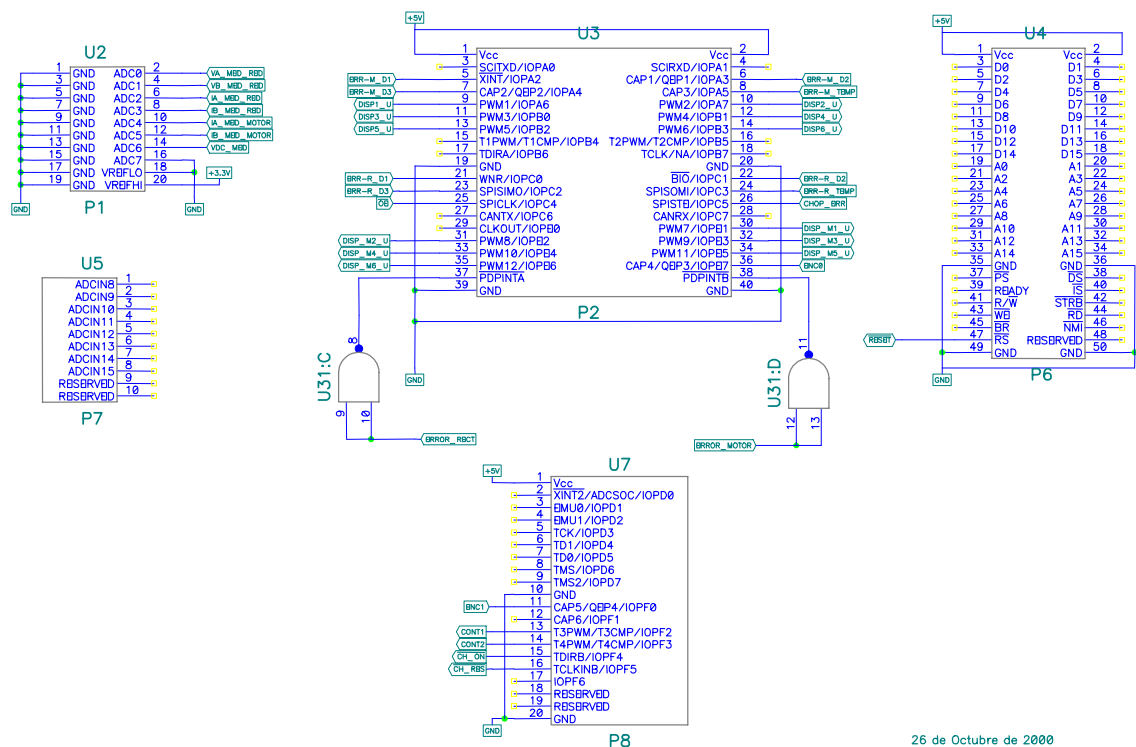 U2
1 GND ADC0 2 VA_MED_RED
3 GND ADC1 4 VB_MED_RED
5 GND ADC2 6 IA_MED_RED
7 GND ADC3 8 IB_MED_RED
9 GND ADC4 10 IA_MED_MOTOR
11 GND ADC5 12 IB_MED_MOTOR
13 GND ADC6 14 VDC_MED
15 GND ADC7 16
17 GND VREFLO 18
19 GND VREFHI 20 +3.3V
GND GND
P1
U5
ADCIN8 1
ADCIN9 2
ADCIN10 3
ADCIN11 4
ADCIN12 5
ADCIN13 6
ADCIN14 7
ADCIN15 8
RESERVED 9
RESERVED 10
P7
+5V
U3
1 Vcc Vcc 2
3 SCITXD/IOPA0 SCIRXD/IOPA1 4
ERR-M_D1 5 XINT/IOPA2 CAP1/QEP1/IOPA3 6 ERR-M_D2
ERR-M_D3 7 CAP2/QEP2/IOPA4 CAP3/IOPA5 8 ERR-M_TEMP
DISP1_U 9 PWM1/IOPA6 PWM2/IOPA7 10 DISP2_U
DISP3_U 11 PWM3/IOPB0 PWM4/IOPB1 12 DISP4_U
DISP5_U 13 PWM5/IOPB2 PWM6/IOPB3 14 DISP6_U
15 T1PWM/T1CMP/IOPB4 T2PWM/T2CMP/IOPB5 16
17 TDIRA/IOPB6 TCLK/NA/IOPB7 18
19 GND GND 20
ERR-R_D1 21 WNR/IOPC0 BIO/IOPC1 22 ERR-R_D2
ERR-R_D3 23 SPISIMO/IOPC2 SPISOMI/IOPC3 24 ERR-R_TEMP
OE 25 SPICLK/IOPC4 SPISTE/IOPC5 26 CHOP_ERR
27 CANTX/IOPC6 CANRX/IOPC7 28
29 CLKOUT/IOPE0 PWM7/IOPE1 30 DISP_M1_U
DISP_M2_U 31 PWM8/IOPE2 PWM9/IOPE3 32 DISP_M3_U
DISP_M4_U 33 PWM10/IOPE4 PWM11/IOPE5 34 DISP_M5_U
DISP_M6_U 35 PWM12/IOPE6 CAP4/QEP3/IOPE7 36 ENC0
37 PDPINTA PDPINTB 38
39 GND GND 40
P2
GND
8
U31:C
9 10
ERROR_RECT
11
U31:D
12 13
ERROR_MOTOR
+5V
U4
1 Vcc Vcc 2
3 D0 D1 4
5 D2 D3 6
7 D4 D5 8
9 D6 D7 10
11 D8 D9 12
13 D10 D11 14
15 D12 D13 16
17 D14 D15 18
19 A0 A1 20
21 A2 A3 22
23 A4 A5 24
25 A6 A7 26
27 A8 A9 28
29 A10 A11 30
31 A12 A13 32
33 A14 A15 34
35 GND GND 36
37 PS DS 38
39 READY IS 40
41 R/W STRB 42
43 WE RD 44
45 BR NMI 46
RESET 47 RS RESERVED 48
49 GND GND 50
GND
P6
+5V
U7
1 Vcc
2 XINT2/ADCSOC/IOPD0
3 EMU0/IOPD1
4 EMU1/IOPD2
5 TCK/IOPD3
6 TD1/IOPD4
7 TD0/IOPD5
8 TMS/IOPD6
9 TMS2/IOPD7
10 GND
ENC1 11 CAP5/QEP4/IOPF0
12 CAP6/IOPF1
CONT1 13 T3PWM/T3CMP/IOPF2
CONT2 14 T4PWM/T4CMP/IOPF3
CH_ON 15 TDIRB/IOPF4
CH_RES 16 TCLKINB/IOPF5
17 IOPF6
18 RESERVED
19 RESERVED
20 GND
GND
P8
26 de Octubre de 2000